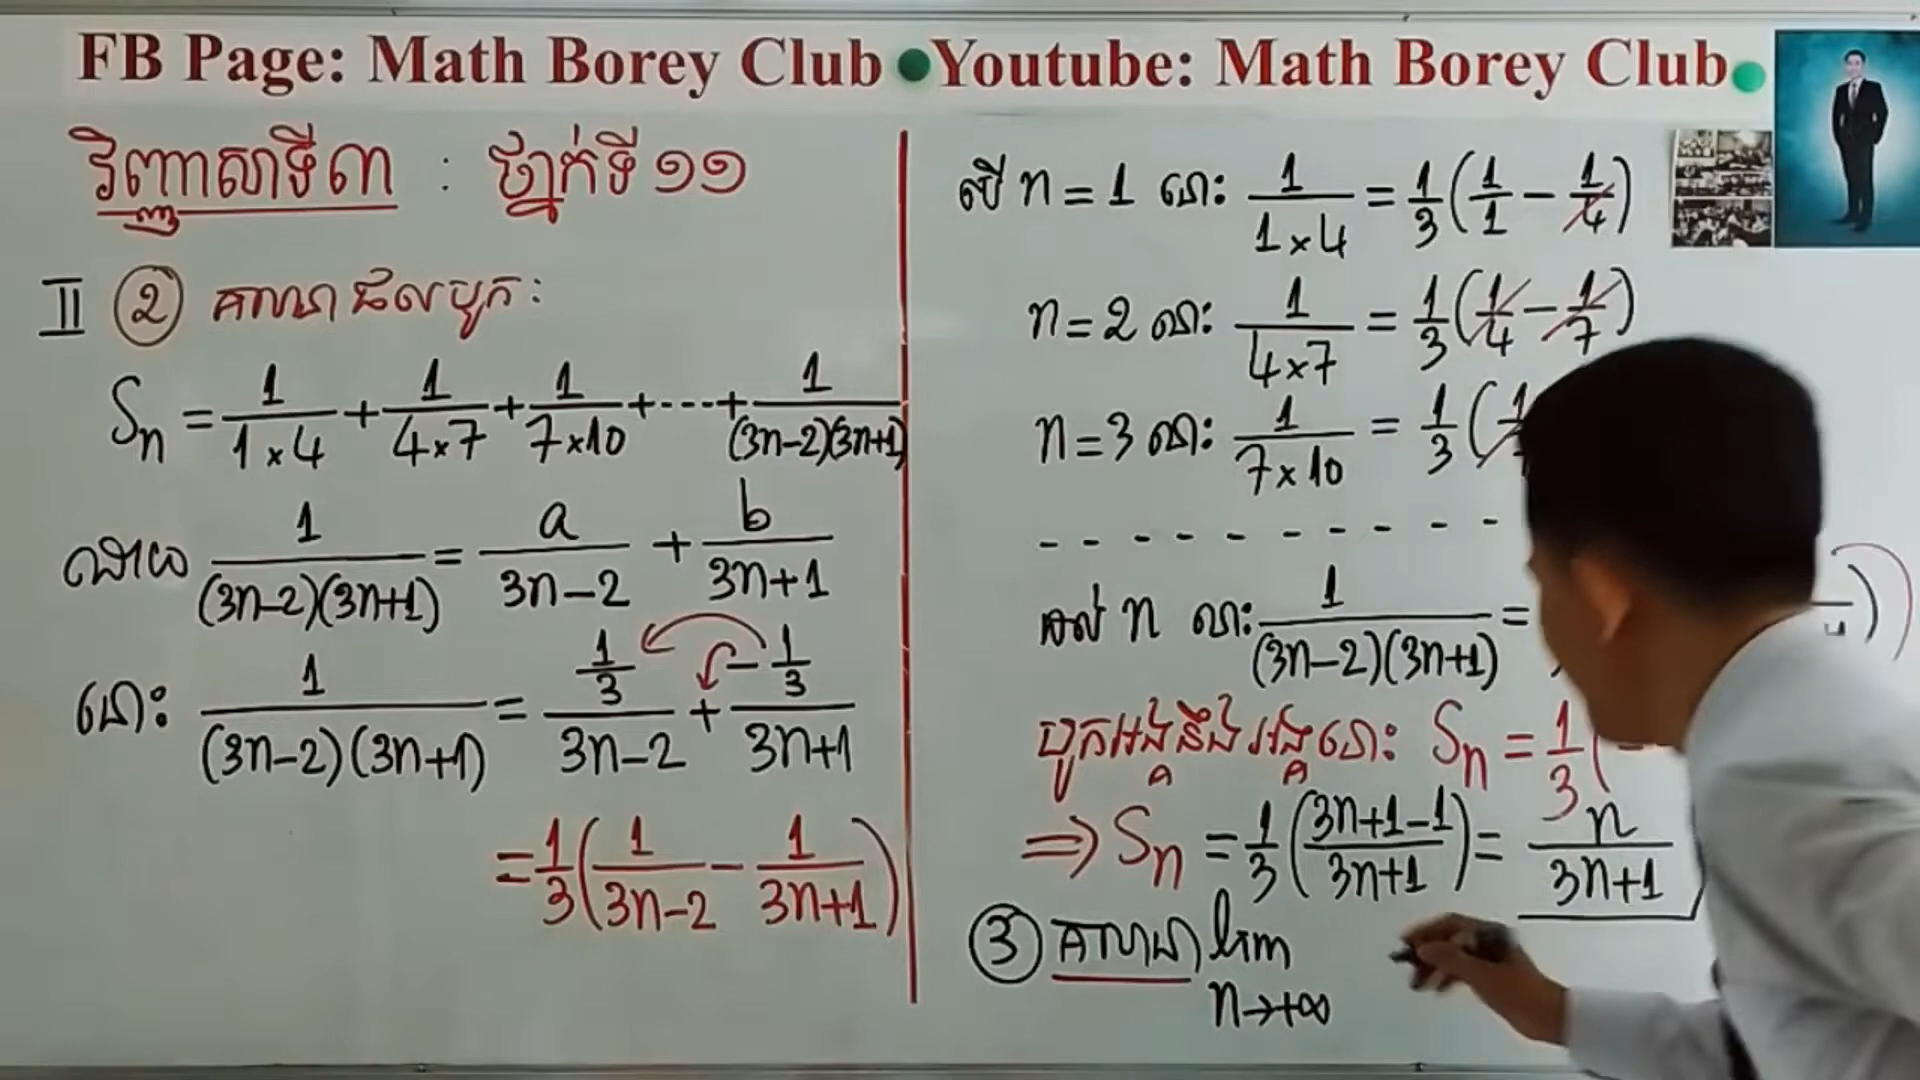 FB Page: Math Borey Club ●Youtube: Math Borey Club
វិញ្ញាសាទី៣ : ថ្នាក់ទី១១
II ② គណនាផលបូក:
Sn = 1/(1×4) + 1/(4×7) + 1/(7×10) + ... + 1/((3n-2)(3n+1))
ដោយ 1/((3n-2)(3n+1)) = a/(3n-2) + b/(3n+1)
នោះ: 1/((3n-2)(3n+1)) = (1/3)/(3n-2) + (-1/3)/(3n+1)
= 1/3 (1/(3n-2) - 1/(3n+1))
បើ n = 1 នោះ: 1/(1×4) = 1/3 (1/1 - 1/4)
n = 2 នោះ: 1/(4×7) = 1/3 (1/4 - 1/7)
n = 3 នោះ: 1/(7×10) = 1/3 (1
- - - - - - - - - -
n នោះ: 1/((3n-2)(3n+1)) =
បូកអង្គនឹងអង្គនោះ: Sn = 1/3 (
⇒ Sn = 1/3 ((3n+1-1)/(3n+1)) = n/(3n+1)
③ គណនា lim n→+∞